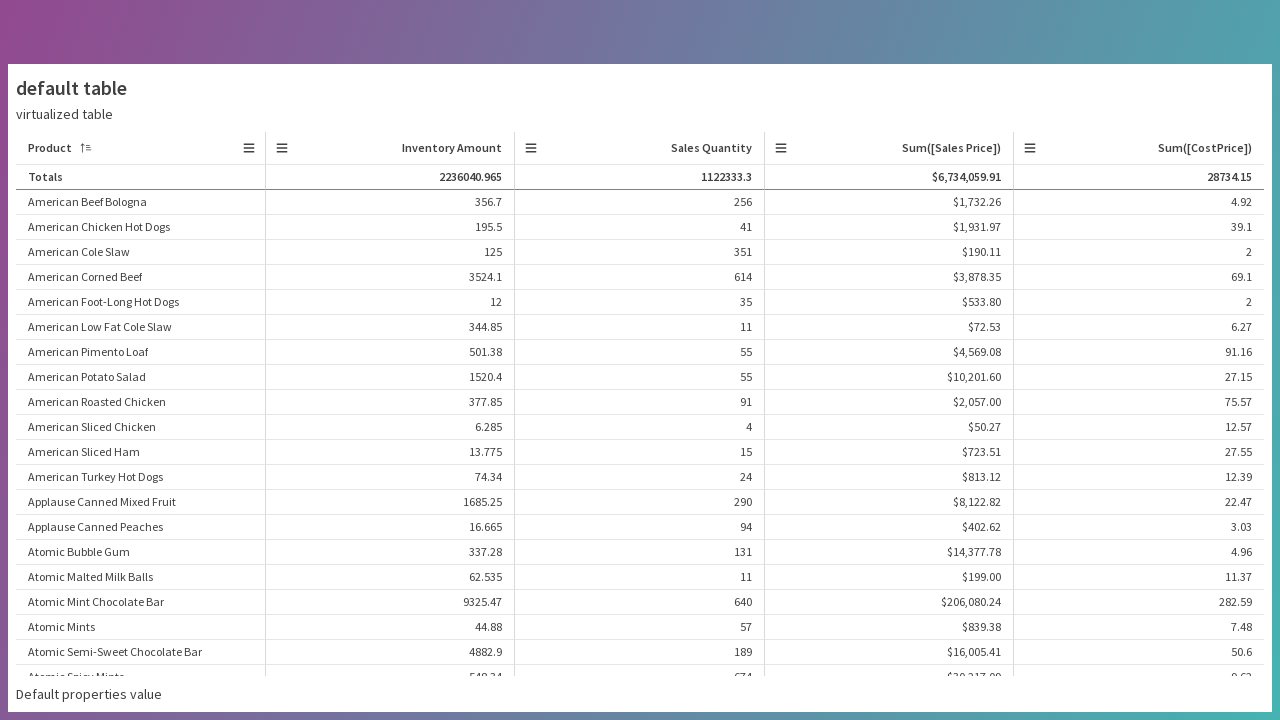 default table
virtualized table
Product Inventory Amount Sales Quantity Sum([Sales Price]) Sum([CostPrice])
Totals 2236040.965 1122333.3 $6,734,059.91 28734.15
American Beef Bologna 356.7 256 $1,732.26 4.92
American Chicken Hot Dogs 195.5 41 $1,931.97 39.1
American Cole Slaw 125 351 $190.11 2
American Corned Beef 3524.1 614 $3,878.35 69.1
American Foot-Long Hot Dogs 12 35 $533.80 2
American Low Fat Cole Slaw 344.85 11 $72.53 6.27
American Pimento Loaf 501.38 55 $4,569.08 91.16
American Potato Salad 1520.4 55 $10,201.60 27.15
American Roasted Chicken 377.85 91 $2,057.00 75.57
American Sliced Chicken 6.285 4 $50.27 12.57
American Sliced Ham 13.775 15 $723.51 27.55
American Turkey Hot Dogs 74.34 24 $813.12 12.39
Applause Canned Mixed Fruit 1685.25 290 $8,122.82 22.47
Applause Canned Peaches 16.665 94 $402.62 3.03
Atomic Bubble Gum 337.28 131 $14,377.78 4.96
Atomic Malted Milk Balls 62.535 11 $199.00 11.37
Atomic Mint Chocolate Bar 9325.47 640 $206,080.24 282.59
Atomic Mints 44.88 57 $839.38 7.48
Atomic Semi-Sweet Chocolate Bar 4882.9 189 $16,005.41 50.6
Atomic Spicy Mints
Default properties value